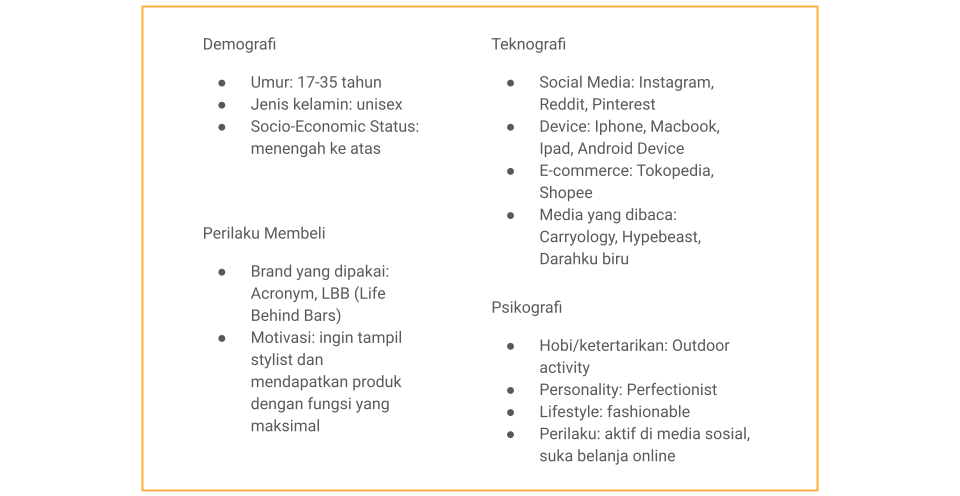 Demografi
● Umur: 17-35 tahun
● Jenis kelamin: unisex
● Socio-Economic Status:
menengah ke atas
Perilaku Membeli
● Brand yang dipakai:
Acronym, LBB (Life
Behind Bars)
● Motivasi: ingin tampil
stylist dan
mendapatkan produk
dengan fungsi yang
maksimal
Teknografi
● Social Media: Instagram,
Reddit, Pinterest
● Device: Iphone, Macbook,
Ipad, Android Device
● E-commerce: Tokopedia,
Shopee
● Media yang dibaca:
Carryology, Hypebeast,
Darahku biru
Psikografi
● Hobi/ketertarikan: Outdoor
activity
● Personality: Perfectionist
● Lifestyle: fashionable
● Perilaku: aktif di media sosial,
suka belanja online